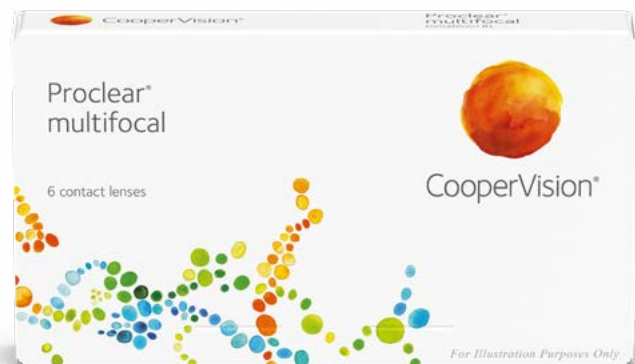 CooperVision®
Proclear®
multifocal
Proclear®
multifocal
6 contact lenses
CooperVision®
For Illustration Purposes Only